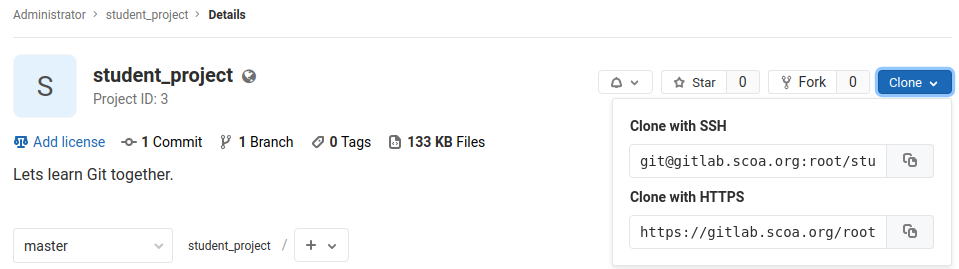 Administrator > student_project > Details
S
student_project
Project ID: 3
Star 0 Fork 0 Clone
Add license 1 Commit 1 Branch 0 Tags 133 KB Files
Lets learn Git together.
Clone with SSH
git@gitlab.scoa.org:root/stu
Clone with HTTPS
https://gitlab.scoa.org/root
master student_project / +